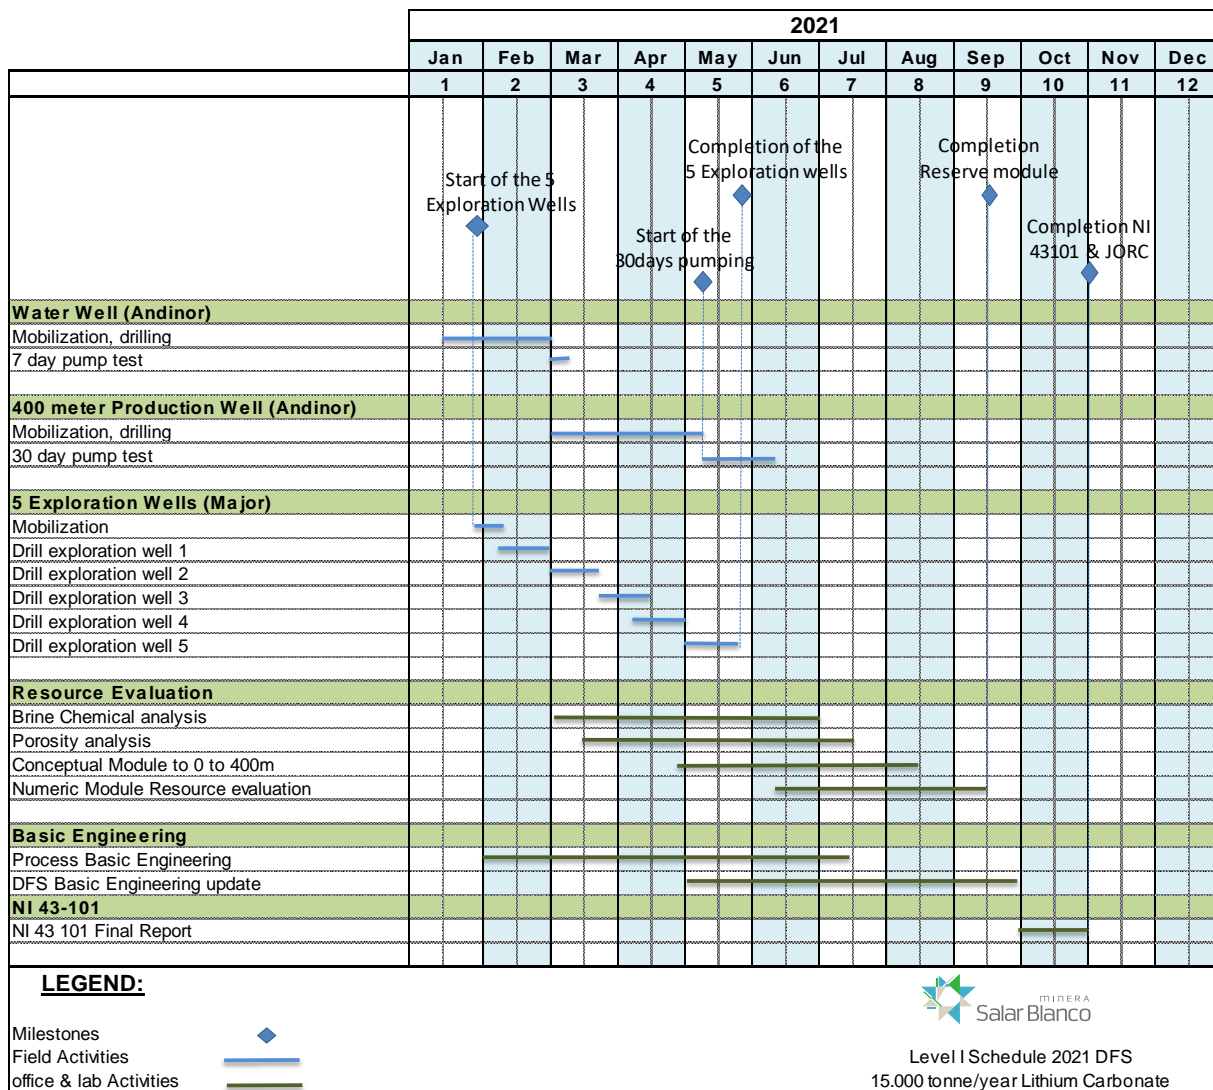 2021
Jan Feb Mar Apr May Jun Jul Aug Sep Oct Nov Dec
1 2 3 4 5 6 7 8 9 10 11 12
Completion of the
5 Exploration wells
Completion
Reserve module
Start of the 5
Exploration Wells
Start of the
30days pumping
Completion NI
43101 & JORC
Water Well (Andinor)
Mobilization, drilling
7 day pump test
400 meter Production Well (Andinor)
Mobilization, drilling
30 day pump test
5 Exploration Wells (Major)
Mobilization
Drill exploration well 1
Drill exploration well 2
Drill exploration well 3
Drill exploration well 4
Drill exploration well 5
Resource Evaluation
Brine Chemical analysis
Porosity analysis
Conceptual Module to 0 to 400m
Numeric Module Resource evaluation
Basic Engineering
Process Basic Engineering
DFS Basic Engineering update
NI 43-101
NI 43 101 Final Report
LEGEND:
Milestones
Field Activities
office & lab Activities
MINERA
Salar Blanco
Level I Schedule 2021 DFS
15.000 tonne/year Lithium Carbonate